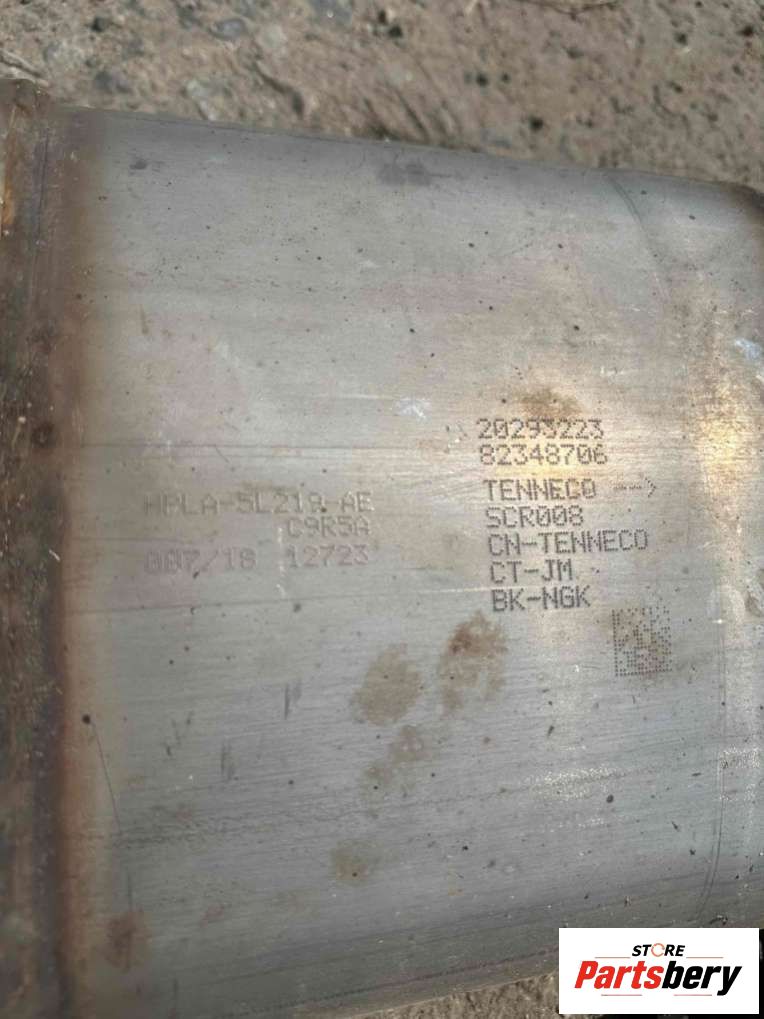 HPLA-5L219-AE
C9R5A
007/18 12723
20293223
82348706
TENNECO -->
SCR008
CN-TENNECO
CT-JM
BK-NGK
STORE
Partsbery